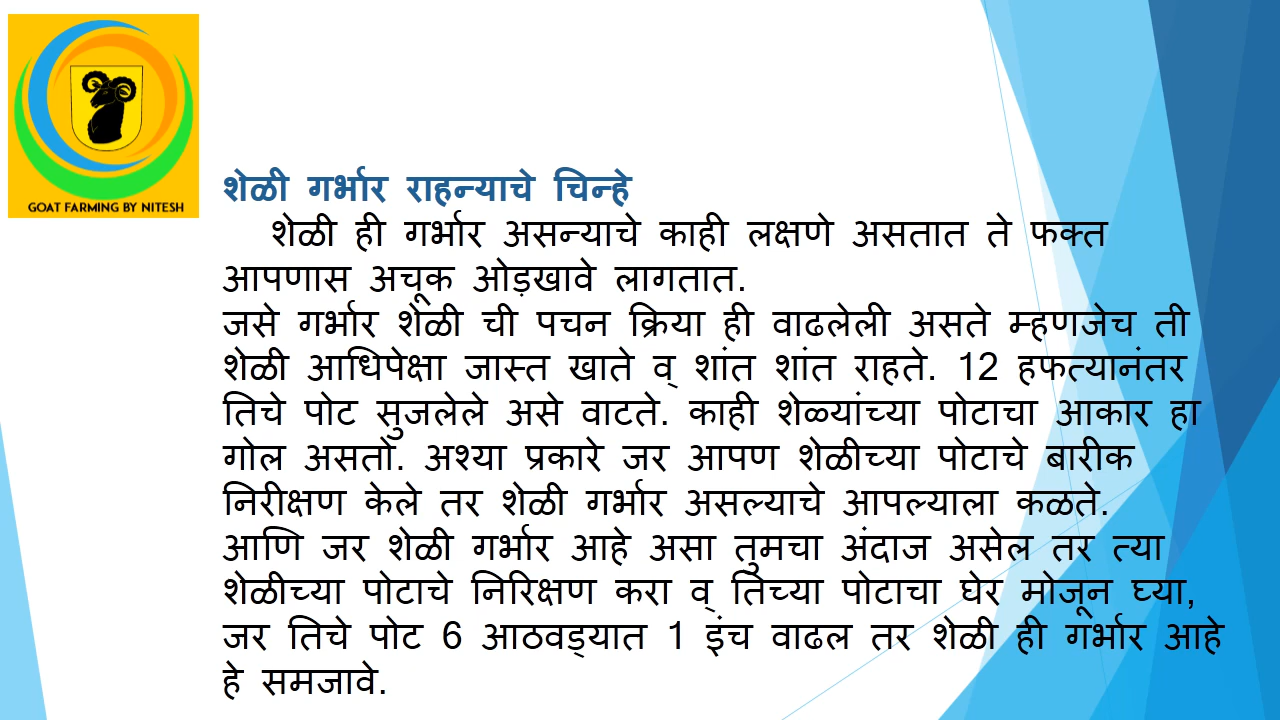 GOAT FARMING BY NITESH
शेळी गर्भार राहन्याचे चिन्हे
शेळी ही गर्भार असन्याचे काही लक्षणे असतात ते फक्त
आपणास अचूक ओड़खावे लागतात.
जसे गर्भार शेळी ची पचन क्रिया ही वाढलेली असते म्हणजेच ती
शेळी आधिपेक्षा जास्त खाते व् शांत शांत राहते. 12 हफत्यानंतर
तिचे पोट सुजलेले असे वाटते. काही शेळ्यांच्या पोटाचा आकार हा
गोल असतो. अश्या प्रकारे जर आपण शेळीच्या पोटाचे बारीक
निरीक्षण केले तर शेळी गर्भार असल्याचे आपल्याला कळते.
आणि जर शेळी गर्भार आहे असा तुमचा अंदाज असेल तर त्या
शेळीच्या पोटाचे निरिक्षण करा व् तिच्या पोटाचा घेर मोजून घ्या,
जर तिचे पोट 6 आठवड्यात 1 इंच वाढल तर शेळी ही गर्भार आहे
हे समजावे.